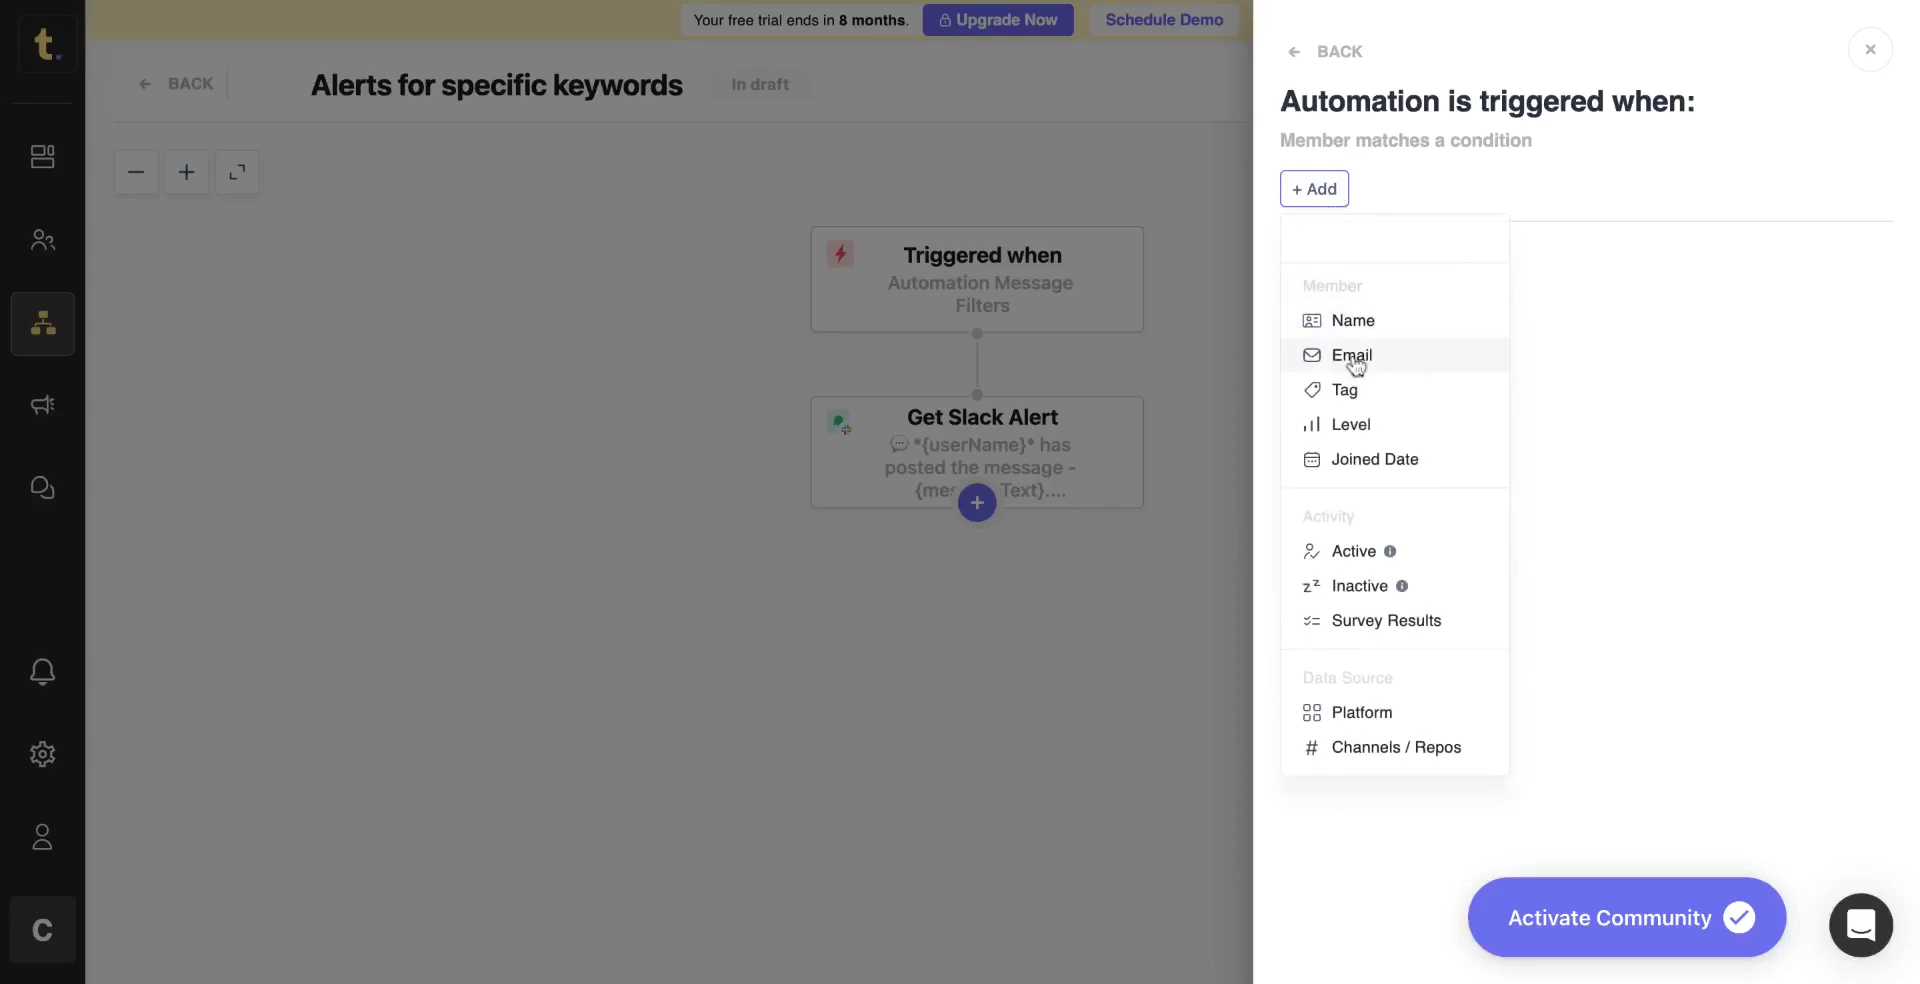 t.
Your free trial ends in 8 months.
Upgrade Now
Schedule Demo
BACK
Alerts for specific keywords
In draft
Triggered when
Automation Message
Filters
Get Slack Alert
💬 *{userName}* has
posted the message -
{mes Text}....
+
C
BACK
Automation is triggered when:
Member matches a condition
+ Add
Member
Name
Email
Tag
Level
Joined Date
Activity
Active
Inactive
Survey Results
Data Source
Platform
# Channels / Repos
Activate Community